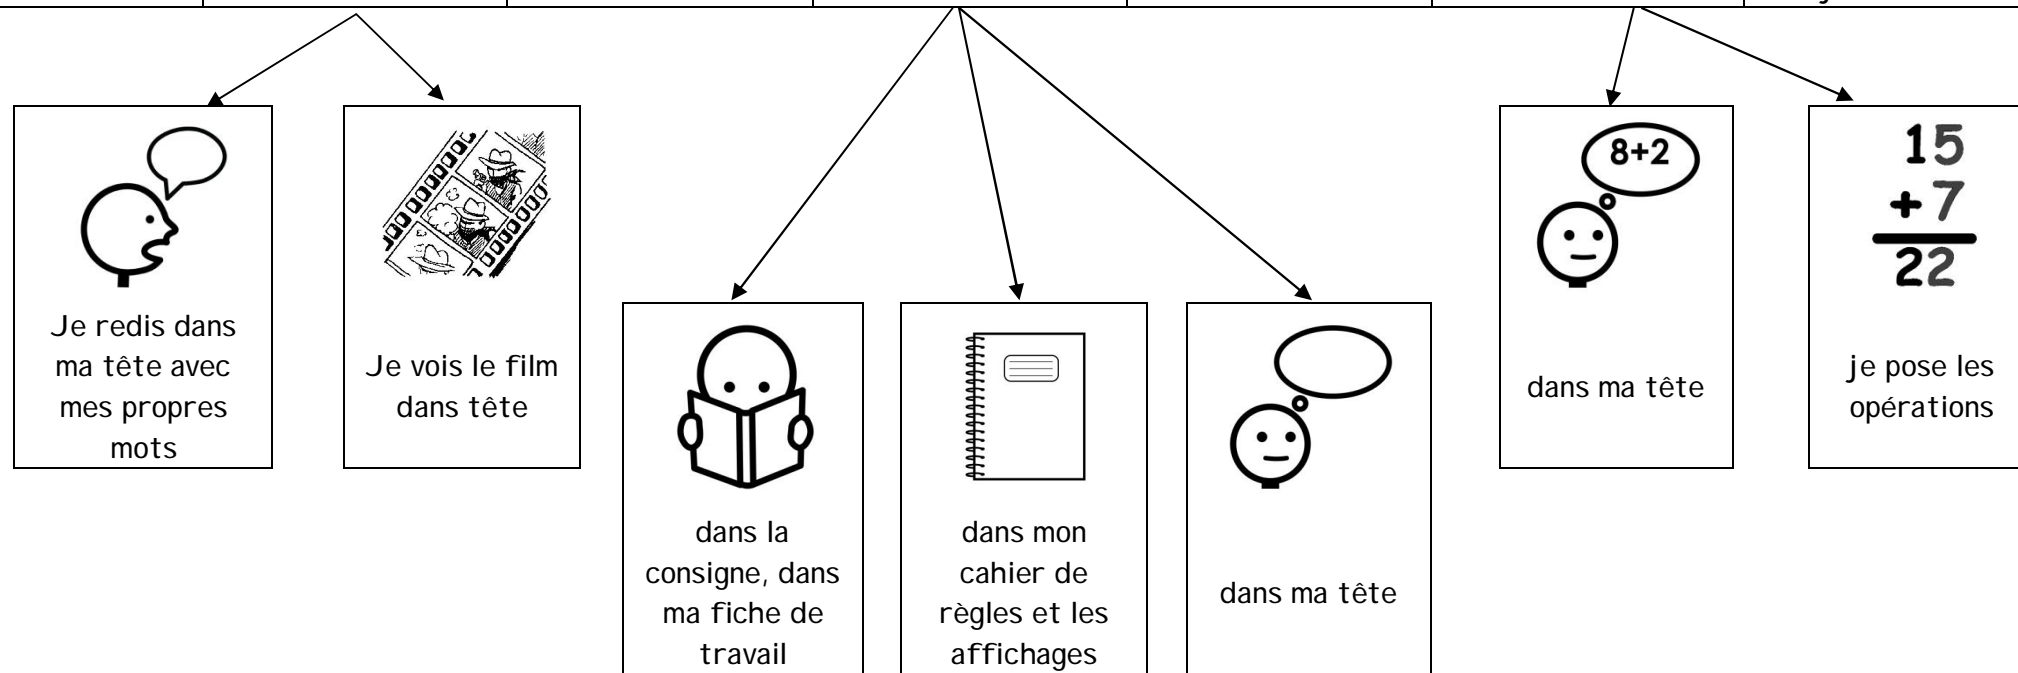 Je redis dans
ma tête avec
mes propres
mots
Je vois le film
dans tête
dans la
consigne, dans
ma fiche de
travail
dans mon
cahier de
règles et les
affichages
dans ma tête
8+2
dans ma tête
15
+7
22
je pose les
opérations